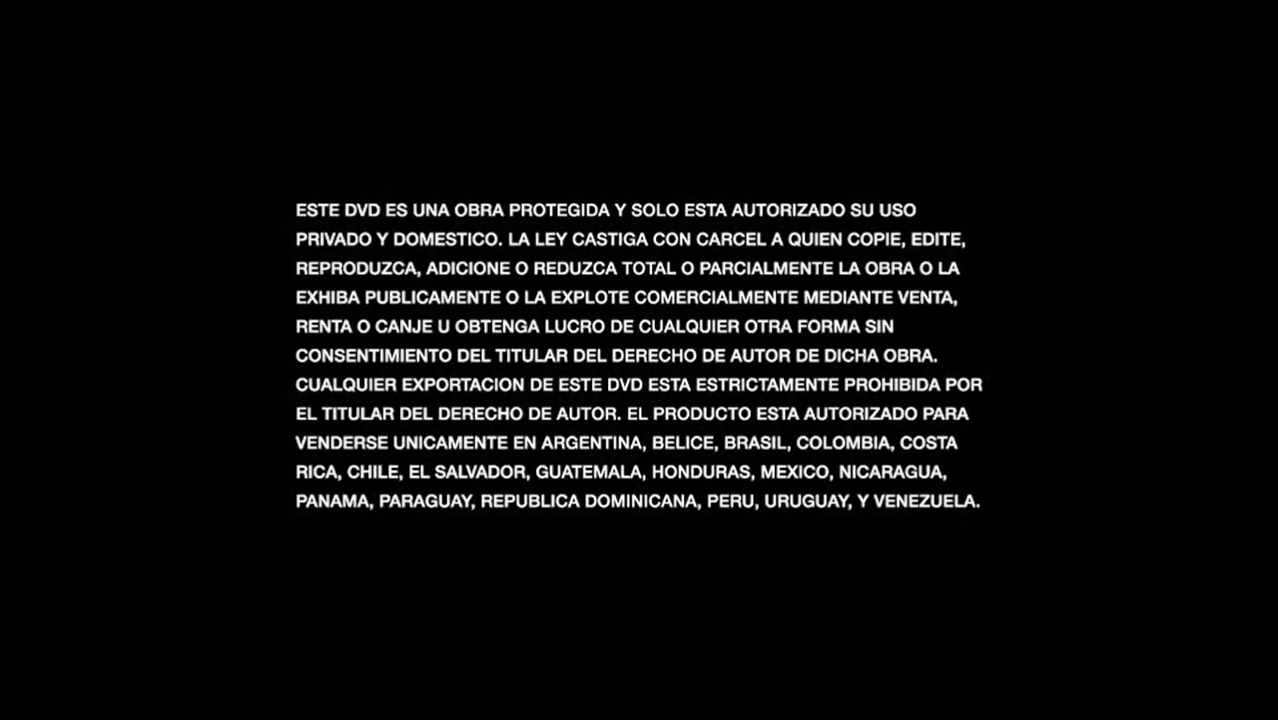 ESTE DVD ES UNA OBRA PROTEGIDA Y SOLO ESTA AUTORIZADO SU USO
PRIVADO Y DOMESTICO. LA LEY CASTIGA CON CARCEL A QUIEN COPIE, EDITE,
REPRODUZCA, ADICIONE O REDUZCA TOTAL O PARCIALMENTE LA OBRA O LA
EXHIBA PUBLICAMENTE O LA EXPLOTE COMERCIALMENTE MEDIANTE VENTA,
RENTA O CANJE U OBTENGA LUCRO DE CUALQUIER OTRA FORMA SIN
CONSENTIMIENTO DEL TITULAR DEL DERECHO DE AUTOR DE DICHA OBRA.
CUALQUIER EXPORTACION DE ESTE DVD ESTA ESTRICTAMENTE PROHIBIDA POR
EL TITULAR DEL DERECHO DE AUTOR. EL PRODUCTO ESTA AUTORIZADO PARA
VENDERSE UNICAMENTE EN ARGENTINA, BELICE, BRASIL, COLOMBIA, COSTA
RICA, CHILE, EL SALVADOR, GUATEMALA, HONDURAS, MEXICO, NICARAGUA,
PANAMA, PARAGUAY, REPUBLICA DOMINICANA, PERU, URUGUAY, Y VENEZUELA.